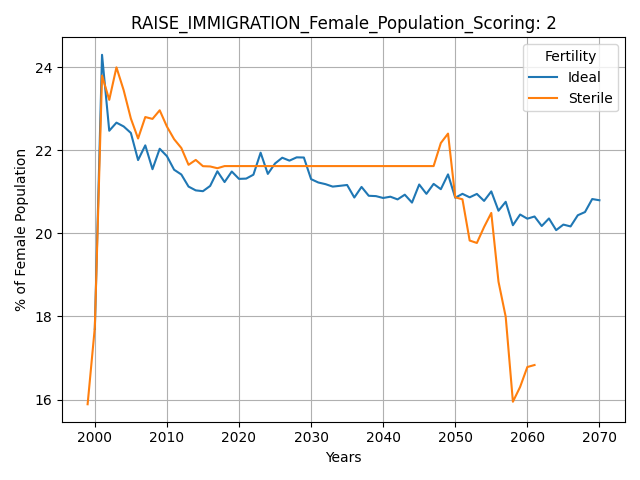 RAISE_IMMIGRATION_Female_Population_Scoring: 2
Fertility
Ideal
Sterile
% of Female Population
24
22
20
18
16
2000 2010 2020 2030 2040 2050 2060 2070
Years